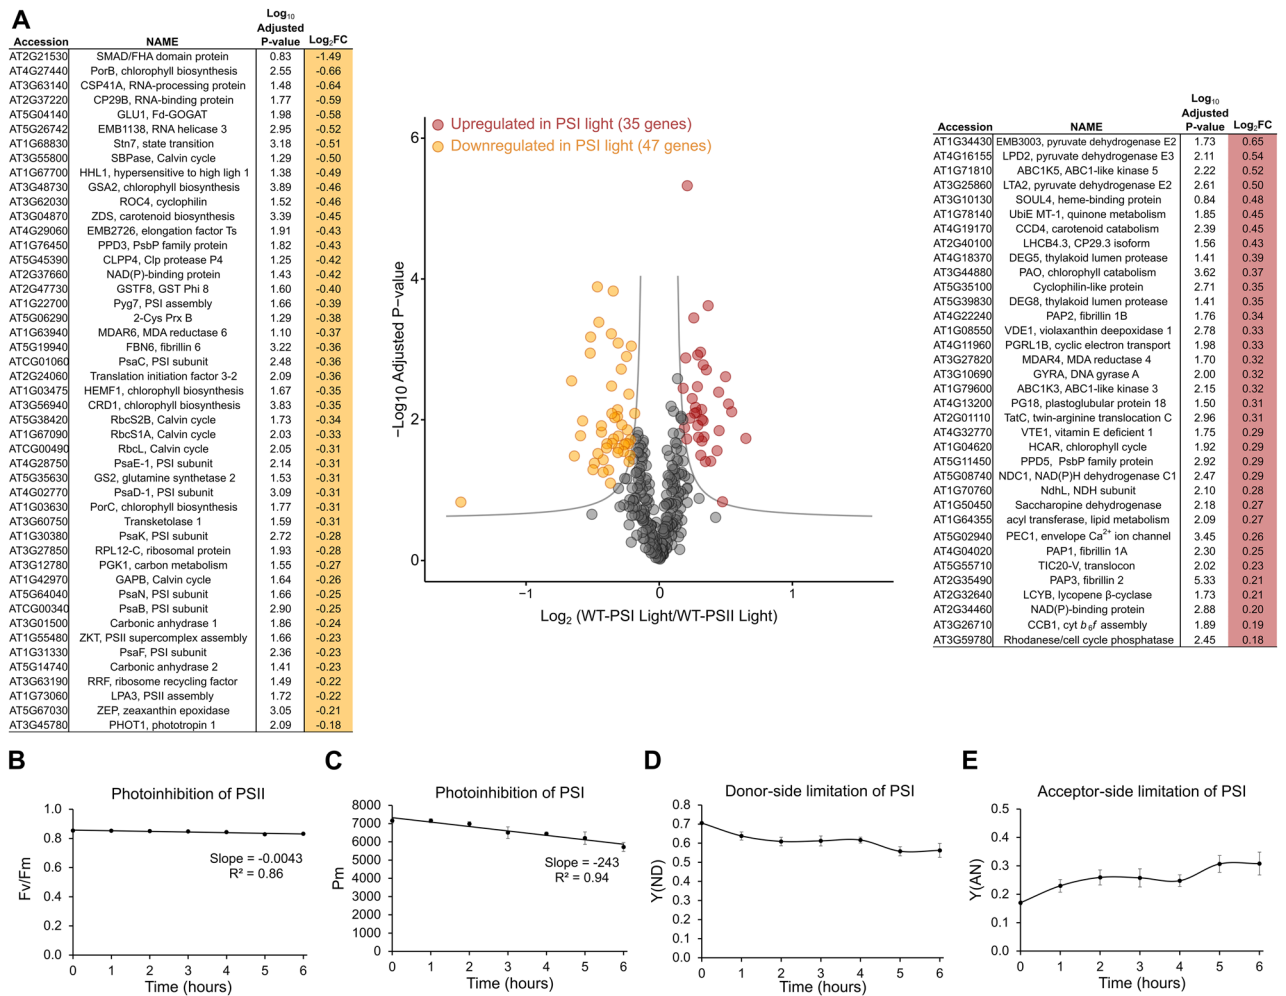 A
Accession NAME Log10 Adjusted P-value Log2FC
AT2G21530 SMAD/FHA domain protein 0.83 -1.49
AT4G27440 PorB, chlorophyll biosynthesis 2.55 -0.66
AT3G63140 CSP41A, RNA-processing protein 1.48 -0.64
AT2G37220 CP29B, RNA-binding protein 1.77 -0.59
AT5G04140 GLU1, Fd-GOGAT 1.98 -0.58
AT5G26742 EMB1138, RNA helicase 3 2.95 -0.52
AT1G68830 Stn7, state transition 3.18 -0.51
AT3G55800 SBPase, Calvin cycle 1.29 -0.50
AT1G67700 HHL1, hypersensitive to high ligh 1 1.38 -0.49
AT3G48730 GSA2, chlorophyll biosynthesis 3.89 -0.46
AT3G62030 ROC4, cyclophilin 1.52 -0.46
AT3G04870 ZDS, carotenoid biosynthesis 3.39 -0.45
AT4G29060 EMB2726, elongation factor Ts 1.91 -0.43
AT1G76450 PPD3, PsbP family protein 1.82 -0.43
AT5G45390 CLPP4, Clp protease P4 1.25 -0.42
AT2G37660 NAD(P)-binding protein 1.43 -0.42
AT2G47730 GSTF8, GST Phi 8 1.60 -0.40
AT1G22700 Pyg7, PSI assembly 1.66 -0.39
AT5G06290 2-Cys Prx B 1.29 -0.38
AT1G63940 MDAR6, MDA reductase 6 1.10 -0.37
AT5G19940 FBN6, fibrillin 6 3.22 -0.36
ATCG01060 PsaC, PSI subunit 2.48 -0.36
AT2G24060 Translation initiation factor 3-2 2.09 -0.36
AT1G03475 HEMF1, chlorophyll biosynthesis 1.67 -0.35
AT3G56940 CRD1, chlorophyll biosynthesis 3.83 -0.35
AT5G38420 RbcS2B, Calvin cycle 1.73 -0.34
AT1G67090 RbcS1A, Calvin cycle 2.03 -0.33
ATCG00490 RbcL, Calvin cycle 2.05 -0.31
AT4G28750 PsaE-1, PSI subunit 2.14 -0.31
AT5G35630 GS2, glutamine synthetase 2 1.53 -0.31
AT4G02770 PsaD-1, PSI subunit 3.09 -0.31
AT1G03630 PorC, chlorophyll biosynthesis 1.77 -0.31
AT3G60750 Transketolase 1 1.59 -0.31
AT1G30380 PsaK, PSI subunit 2.72 -0.28
AT3G27850 RPL12-C, ribosomal protein 1.93 -0.28
AT3G12780 PGK1, carbon metabolism 1.55 -0.27
AT1G42970 GAPB, Calvin cycle 1.64 -0.26
AT5G64040 PsaN, PSI subunit 1.66 -0.25
ATCG00340 PsaB, PSI subunit 2.90 -0.25
AT3G01500 Carbonic anhydrase 1 1.86 -0.24
AT1G55480 ZKT, PSII supercomplex assembly 1.66 -0.23
AT1G31330 PsaF, PSI subunit 2.36 -0.23
AT5G14740 Carbonic anhydrase 2 1.41 -0.23
AT3G63190 RRF, ribosome recycling factor 1.49 -0.22
AT1G73060 LPA3, PSII assembly 1.72 -0.22
AT5G67030 ZEP, zeaxanthin epoxidase 3.05 -0.21
AT3G45780 PHOT1, phototropin 1 2.09 -0.18
Upregulated in PSI light (35 genes)
Downregulated in PSI light (47 genes)
−Log10 Adjusted P-value
6
4
2
0
−1 0 1
Log2 (WT-PSI Light/WT-PSII Light)
Accession NAME Log10 Adjusted P-value Log2FC
AT1G34430 EMB3003, pyruvate dehydrogenase E2 1.73 0.65
AT4G16155 LPD2, pyruvate dehydrogenase E3 2.11 0.54
AT1G71810 ABC1K5, ABC1-like kinase 5 2.22 0.52
AT3G25860 LTA2, pyruvate dehydrogenase E2 2.61 0.50
AT3G10130 SOUL4, heme-binding protein 0.84 0.48
AT1G78140 UbiE MT-1, quinone metabolism 1.85 0.45
AT4G19170 CCD4, carotenoid catabolism 2.39 0.45
AT2G40100 LHCB4.3, CP29.3 isoform 1.56 0.43
AT4G18370 DEG5, thylakoid lumen protease 1.41 0.39
AT3G44880 PAO, chlorophyll catabolism 3.62 0.37
AT5G35100 Cyclophilin-like protein 2.71 0.35
AT5G39830 DEG8, thylakoid lumen protease 1.41 0.35
AT4G22240 PAP2, fibrillin 1B 1.76 0.34
AT1G08550 VDE1, violaxanthin deepoxidase 1 2.78 0.33
AT4G11960 PGRL1B, cyclic electron transport 1.98 0.33
AT3G27820 MDAR4, MDA reductase 4 1.70 0.32
AT3G10690 GYRA, DNA gyrase A 2.00 0.32
AT1G79600 ABC1K3, ABC1-like kinase 3 2.15 0.32
AT4G13200 PG18, plastoglobular protein 18 1.50 0.31
AT2G01110 TatC, twin-arginine translocation C 2.96 0.31
AT4G32770 VTE1, vitamin E deficient 1 1.75 0.29
AT1G04620 HCAR, chlorophyll cycle 1.92 0.29
AT5G11450 PPD5, PsbP family protein 2.92 0.29
AT5G08740 NDC1, NAD(P)H dehydrogenase C1 2.47 0.29
AT1G70760 NdhL, NDH subunit 2.10 0.28
AT1G50450 Saccharopine dehydrogenase 2.18 0.27
AT1G64355 acyl transferase, lipid metabolism 2.09 0.27
AT5G02940 PEC1, envelope Ca2+ ion channel 3.45 0.26
AT4G04020 PAP1, fibrillin 1A 2.30 0.25
AT5G55710 TIC20-V, translocon 2.02 0.23
AT2G35490 PAP3, fibrillin 2 5.33 0.21
AT2G32640 LCYB, lycopene β-cyclase 1.73 0.21
AT2G34460 NAD(P)-binding protein 2.88 0.20
AT3G26710 CCB1, cyt b6f assembly 1.89 0.19
AT3G59780 Rhodanese/cell cycle phosphatase 2.45 0.18
B
Photoinhibition of PSII
Fv/Fm
1.0
0.8
0.6
0.4
0.2
0.0
Slope = -0.0043
R² = 0.86
0 1 2 3 4 5 6
Time (hours)
C
Photoinhibition of PSI
Pm
8000
7000
6000
5000
4000
3000
2000
1000
0
Slope = -243
R² = 0.94
0 1 2 3 4 5 6
Time (hours)
D
Donor-side limitation of PSI
Y(ND)
0.8
0.7
0.6
0.5
0.4
0.3
0.2
0.1
0.0
0 1 2 3 4 5 6
Time (hours)
E
Acceptor-side limitation of PSI
Y(AN)
0.5
0.4
0.3
0.2
0.1
0.0
0 1 2 3 4 5 6
Time (hours)